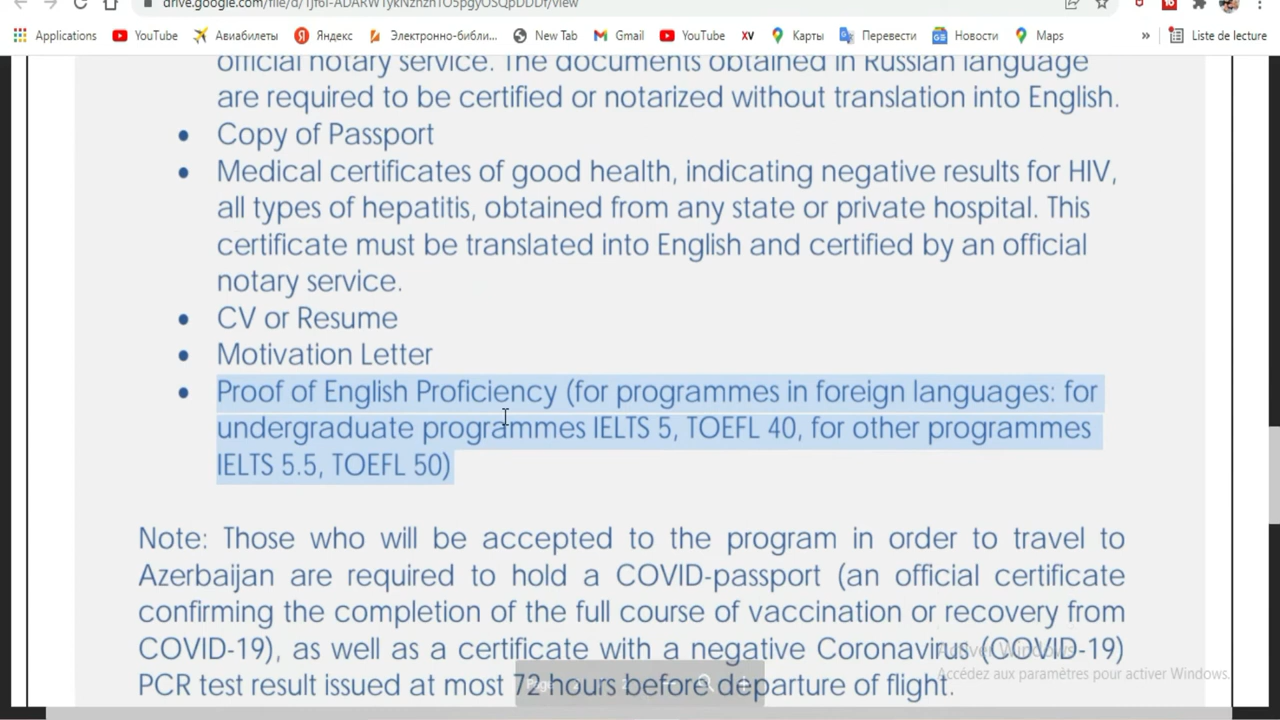 drive.google.com/file/d/
/view
Applications YouTube Авиабилеты Яндекс Электронно-библи... New Tab Gmail YouTube XV Карты Перевести Новости Maps » Liste de lecture
official notary service. The documents obtained in Russian language
are required to be certified or notarized without translation into English.
• Copy of Passport
• Medical certificates of good health, indicating negative results for HIV,
all types of hepatitis, obtained from any state or private hospital. This
certificate must be translated into English and certified by an official
notary service.
• CV or Resume
• Motivation Letter
• Proof of English Proficiency (for programmes in foreign languages: for
undergraduate programmes IELTS 5, TOEFL 40, for other programmes
IELTS 5.5, TOEFL 50)
Note: Those who will be accepted to the program in order to travel to
Azerbaijan are required to hold a COVID-passport (an official certificate
confirming the completion of the full course of vaccination or recovery from
COVID-19), as well as a certificate with a negative Coronavirus (COVID-19)
PCR test result issued at most 72 hours before departure of flight.
Activer Windows
Accédez aux paramètres pour activer Windows.